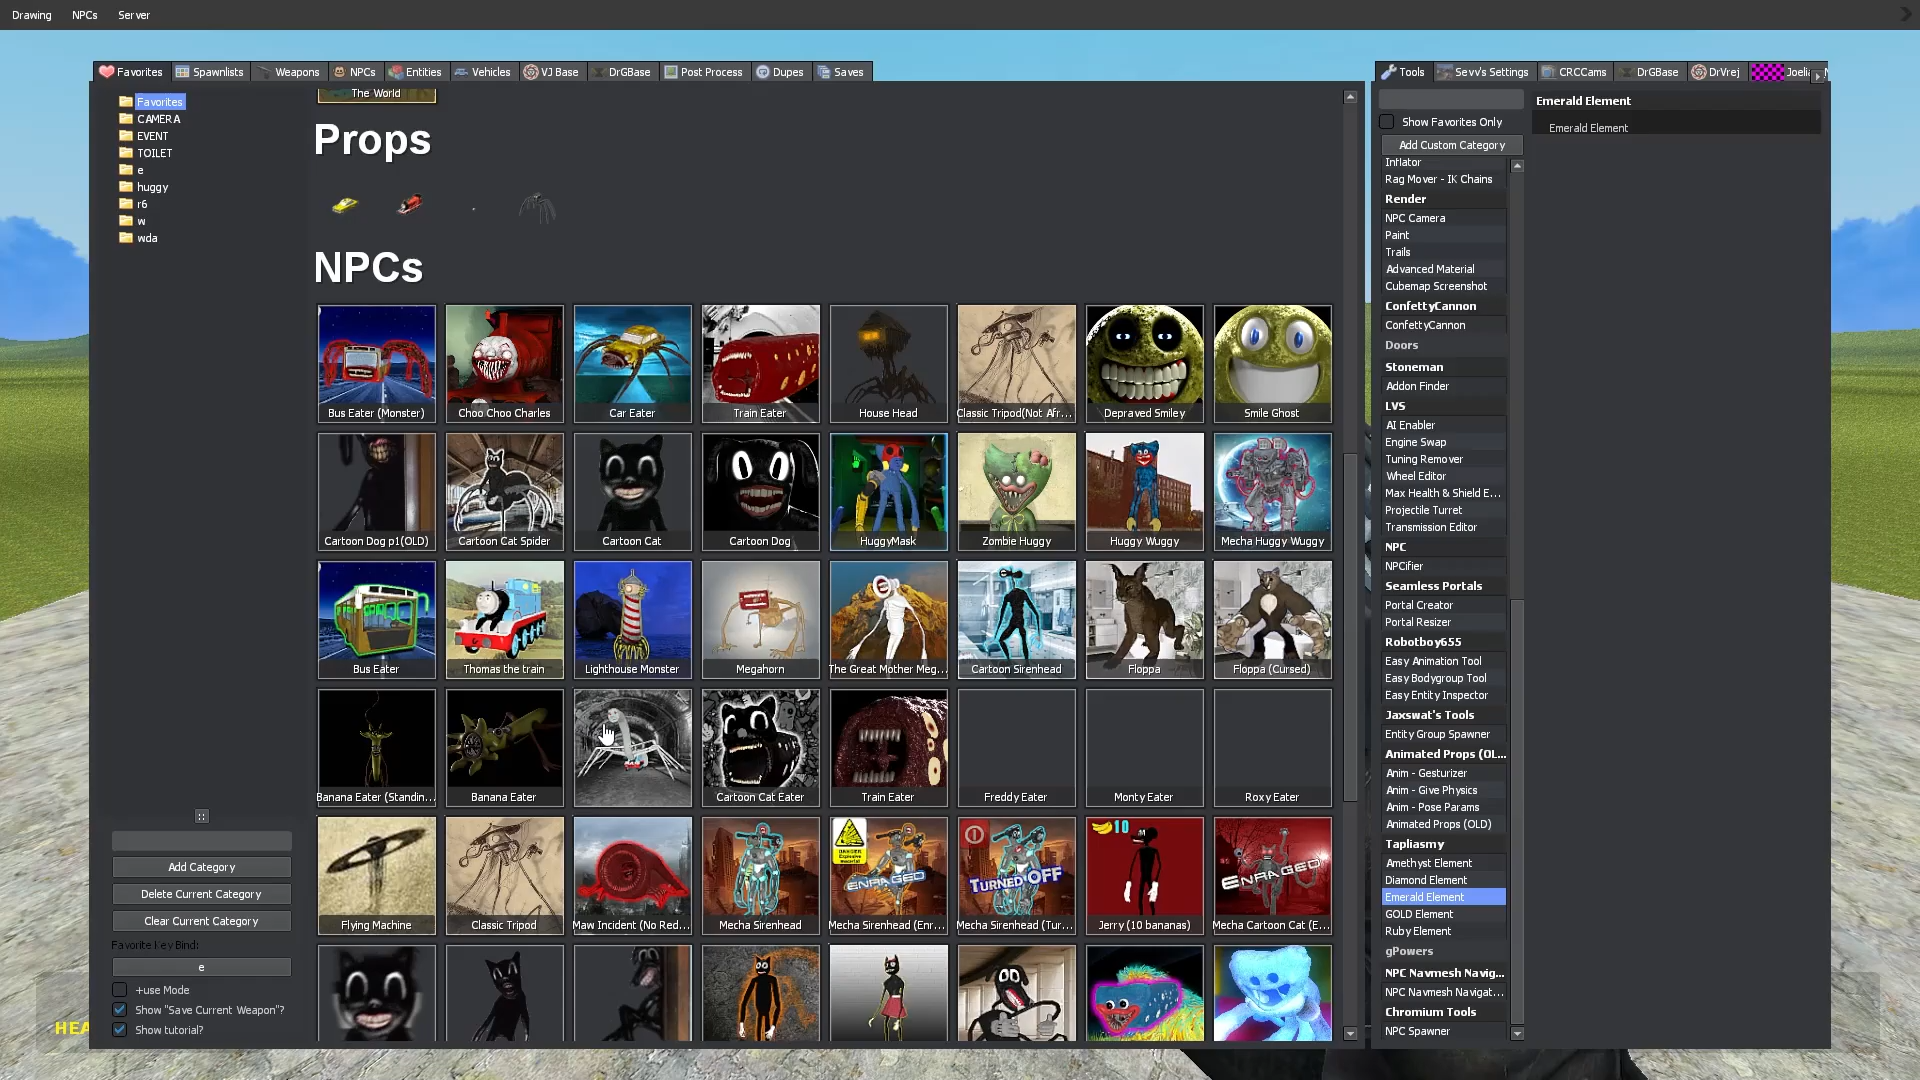 Drawing NPCs Server
Favorites Spawnlists Weapons NPCs Entities Vehicles VJ Base DrGBase Post Process Dupes Saves
Favorites
CAMERA
EVENT
TOILET
e
huggy
r6
w
wda
Add Category
Delete Current Category
Clear Current Category
Favorite Key Bind:
e
+use Mode
Show "Save Current Weapon"?
Show tutorial?
HEA
The World
Props
NPCs
Bus Eater (Monster) Choo Choo Charles Car Eater Train Eater House Head Classic Tripod(Not Afr... Depraved Smiley Smile Ghost
Cartoon Dog p1(OLD) Cartoon Cat Spider Cartoon Cat Cartoon Dog HuggyMask Zombie Huggy Huggy Wuggy Mecha Huggy Wuggy
Bus Eater Thomas the train Lighthouse Monster Megahorn The Great Mother Meg... Cartoon Sirenhead Floppa Floppa (Cursed)
Banana Eater (Standin... Banana Eater Cartoon Cat Eater Train Eater Freddy Eater Monty Eater Roxy Eater
DANGER
ENRAGED
TURNED OFF
10
ENRAGED
Flying Machine Classic Tripod Maw Incident (No Red... Mecha Sirenhead Mecha Sirenhead (Enr... Mecha Sirenhead (Tur... Jerry (10 bananas) Mecha Cartoon Cat (E...
Tools Sevv's Settings CRCCams DrGBase DrVrej Joelia
Show Favorites Only
Add Custom Category
Inflator
Rag Mover - IK Chains
Render
NPC Camera
Paint
Trails
Advanced Material
Cubemap Screenshot
ConfettyCannon
ConfettyCannon
Doors
Stoneman
Addon Finder
LVS
AI Enabler
Engine Swap
Tuning Remover
Wheel Editor
Max Health & Shield E...
Projectile Turret
Transmission Editor
NPC
NPCifier
Seamless Portals
Portal Creator
Portal Resizer
Robotboy655
Easy Animation Tool
Easy Bodygroup Tool
Easy Entity Inspector
Jaxswat's Tools
Entity Group Spawner
Animated Props (OL...
Anim - Gesturizer
Anim - Give Physics
Anim - Pose Params
Animated Props (OLD)
Tapliasmy
Amethyst Element
Diamond Element
Emerald Element
GOLD Element
Ruby Element
gPowers
NPC Navmesh Navig...
NPC Navmesh Navigat...
Chromium Tools
NPC Spawner
Emerald Element
Emerald Element